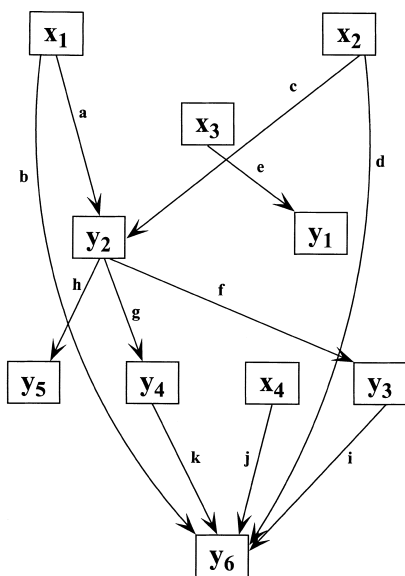 x₁ x₂
a c
x₃
b e d
y₂ y₁
h g f
y₅ y₄ x₄ y₃
k j i
y₆